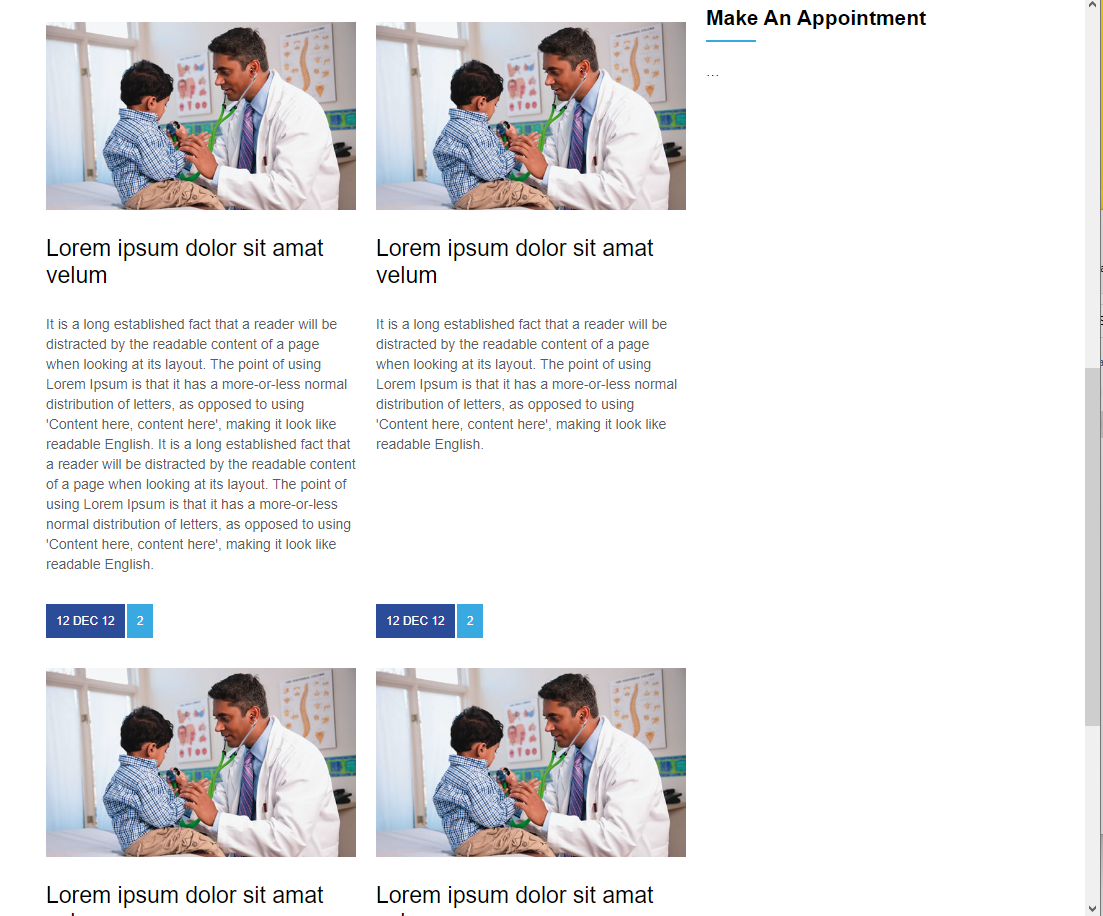 Make An Appointment
...
Lorem ipsum dolor sit amat
velum
It is a long established fact that a reader will be
distracted by the readable content of a page
when looking at its layout. The point of using
Lorem Ipsum is that it has a more-or-less normal
distribution of letters, as opposed to using
'Content here, content here', making it look like
readable English. It is a long established fact that
a reader will be distracted by the readable content
of a page when looking at its layout. The point of
using Lorem Ipsum is that it has a more-or-less
normal distribution of letters, as opposed to using
'Content here, content here', making it look like
readable English.
12 DEC 12
2
Lorem ipsum dolor sit amat
velum
It is a long established fact that a reader will be
distracted by the readable content of a page
when looking at its layout. The point of using
Lorem Ipsum is that it has a more-or-less normal
distribution of letters, as opposed to using
'Content here, content here', making it look like
readable English.
12 DEC 12
2
Lorem ipsum dolor sit amat
Lorem ipsum dolor sit amat